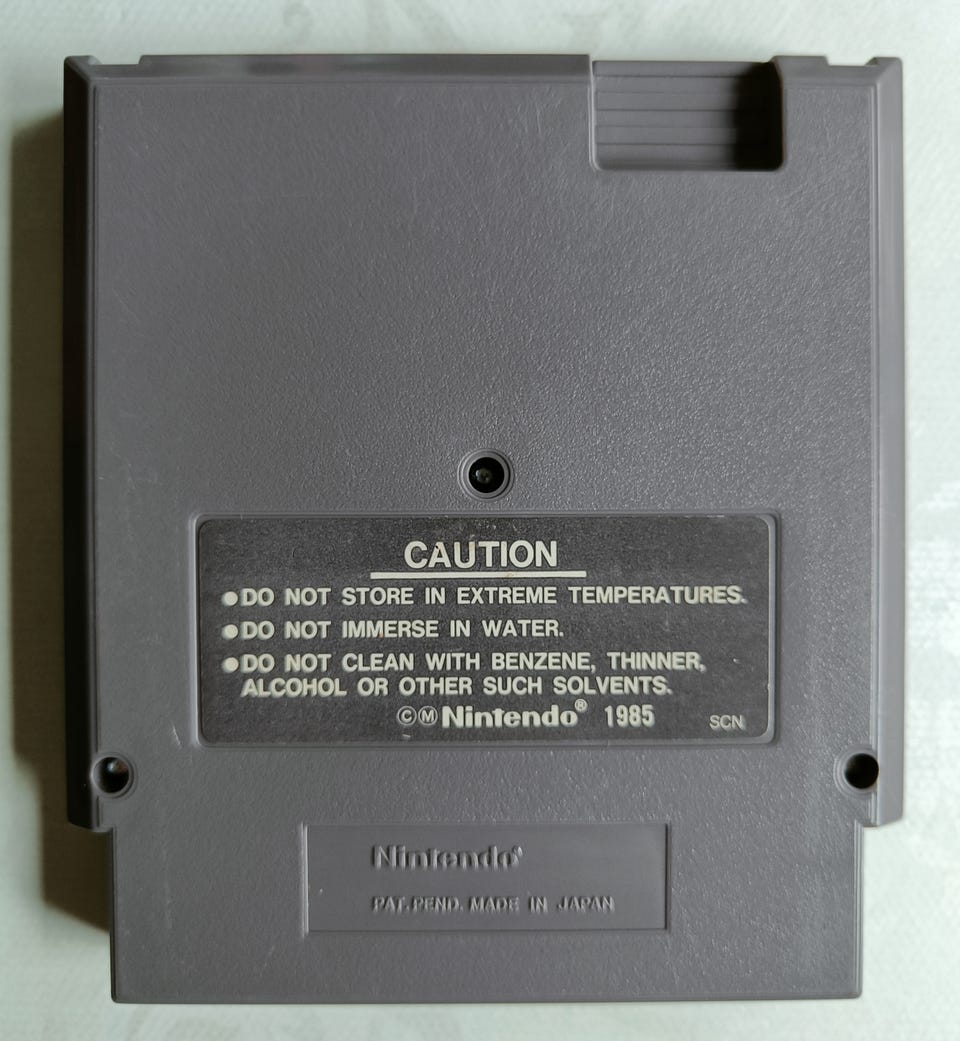 CAUTION
●DO NOT STORE IN EXTREME TEMPERATURES.
●DO NOT IMMERSE IN WATER.
●DO NOT CLEAN WITH BENZENE, THINNER,
ALCOHOL OR OTHER SUCH SOLVENTS.
©Ⓜ Nintendo® 1985 SCN
Nintendo®
PAT.PEND. MADE IN JAPAN